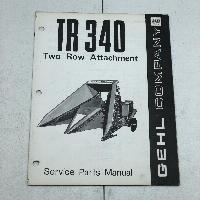 TR 340
Two Row Attachment
GEHL COMPANY
Service Parts Manual